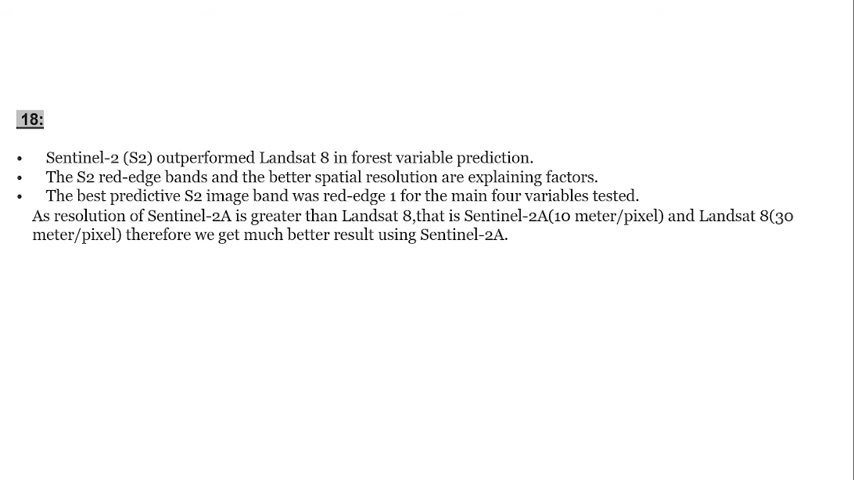 18:
• Sentinel-2 (S2) outperformed Landsat 8 in forest variable prediction.
• The S2 red-edge bands and the better spatial resolution are explaining factors.
• The best predictive S2 image band was red-edge 1 for the main four variables tested.
As resolution of Sentinel-2A is greater than Landsat 8,that is Sentinel-2A(10 meter/pixel) and Landsat 8(30
meter/pixel) therefore we get much better result using Sentinel-2A.